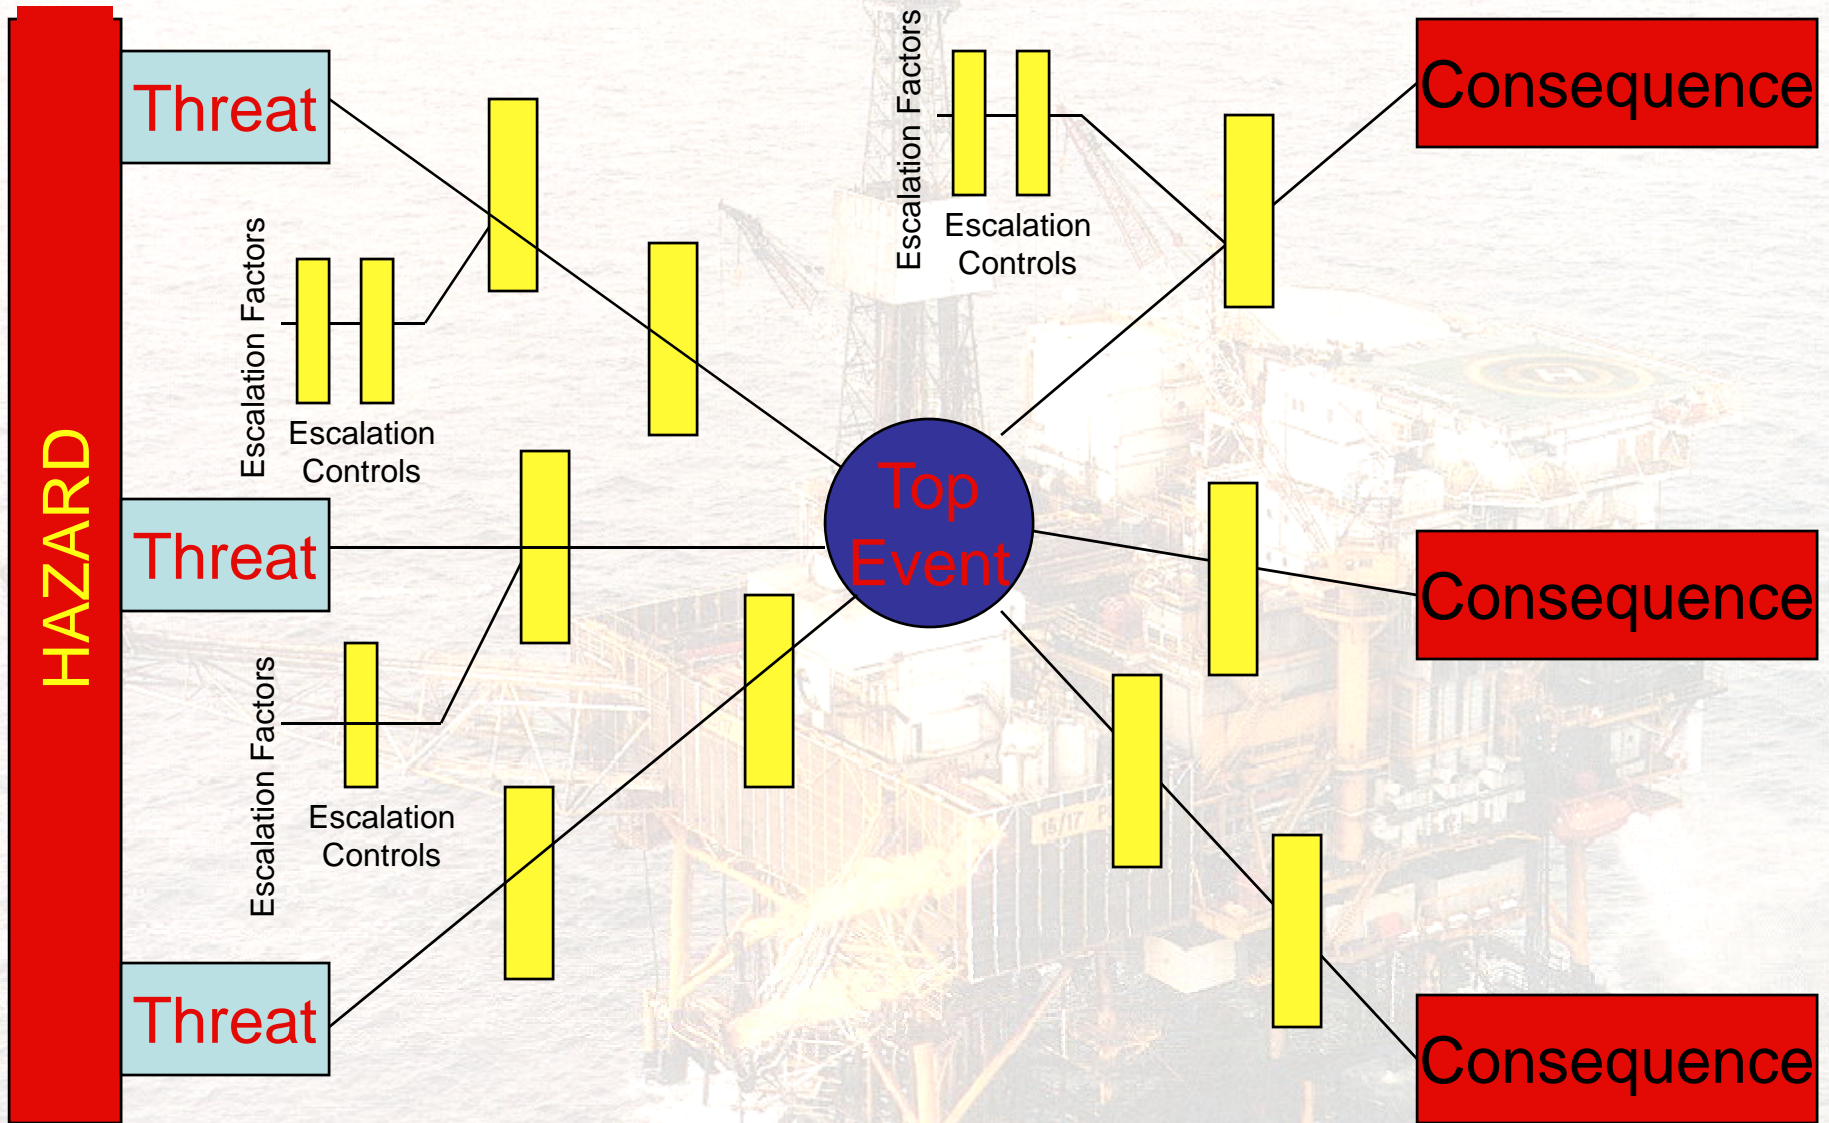 HAZARD
Threat
Escalation Factors
Escalation
Controls
Threat
Escalation Factors
Escalation
Controls
Threat
Top
Event
Escalation Factors
Escalation
Controls
Consequence
Consequence
Consequence